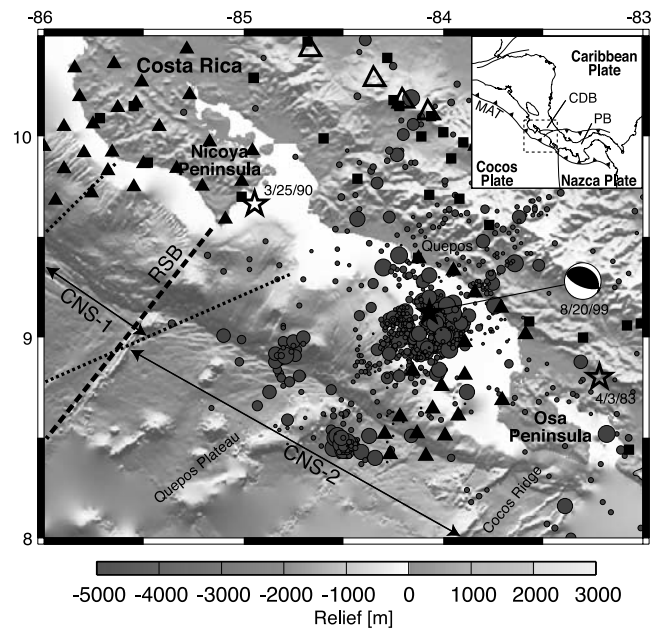 -86 -85 -84 -83
Costa Rica
Caribbean
Plate
CDB
MAT
PB
Cocos
Plate
Nazca Plate
10
Nicoya
Peninsula
3/25/90
Quepos
RSB
8/20/99
CNS-1
9
4/3/83
Osa
Peninsula
CNS-2
Quepos Plateau
Cocos Ridge
8
-5000 -4000 -3000 -2000 -1000 0 1000 2000 3000
Relief [m]